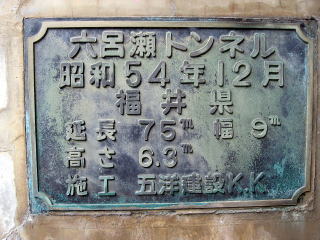 六呂瀬トンネル
昭和54年12月
福井県
延長 75m 幅 9m
高さ 6.3m
施工 五洋建設K.K